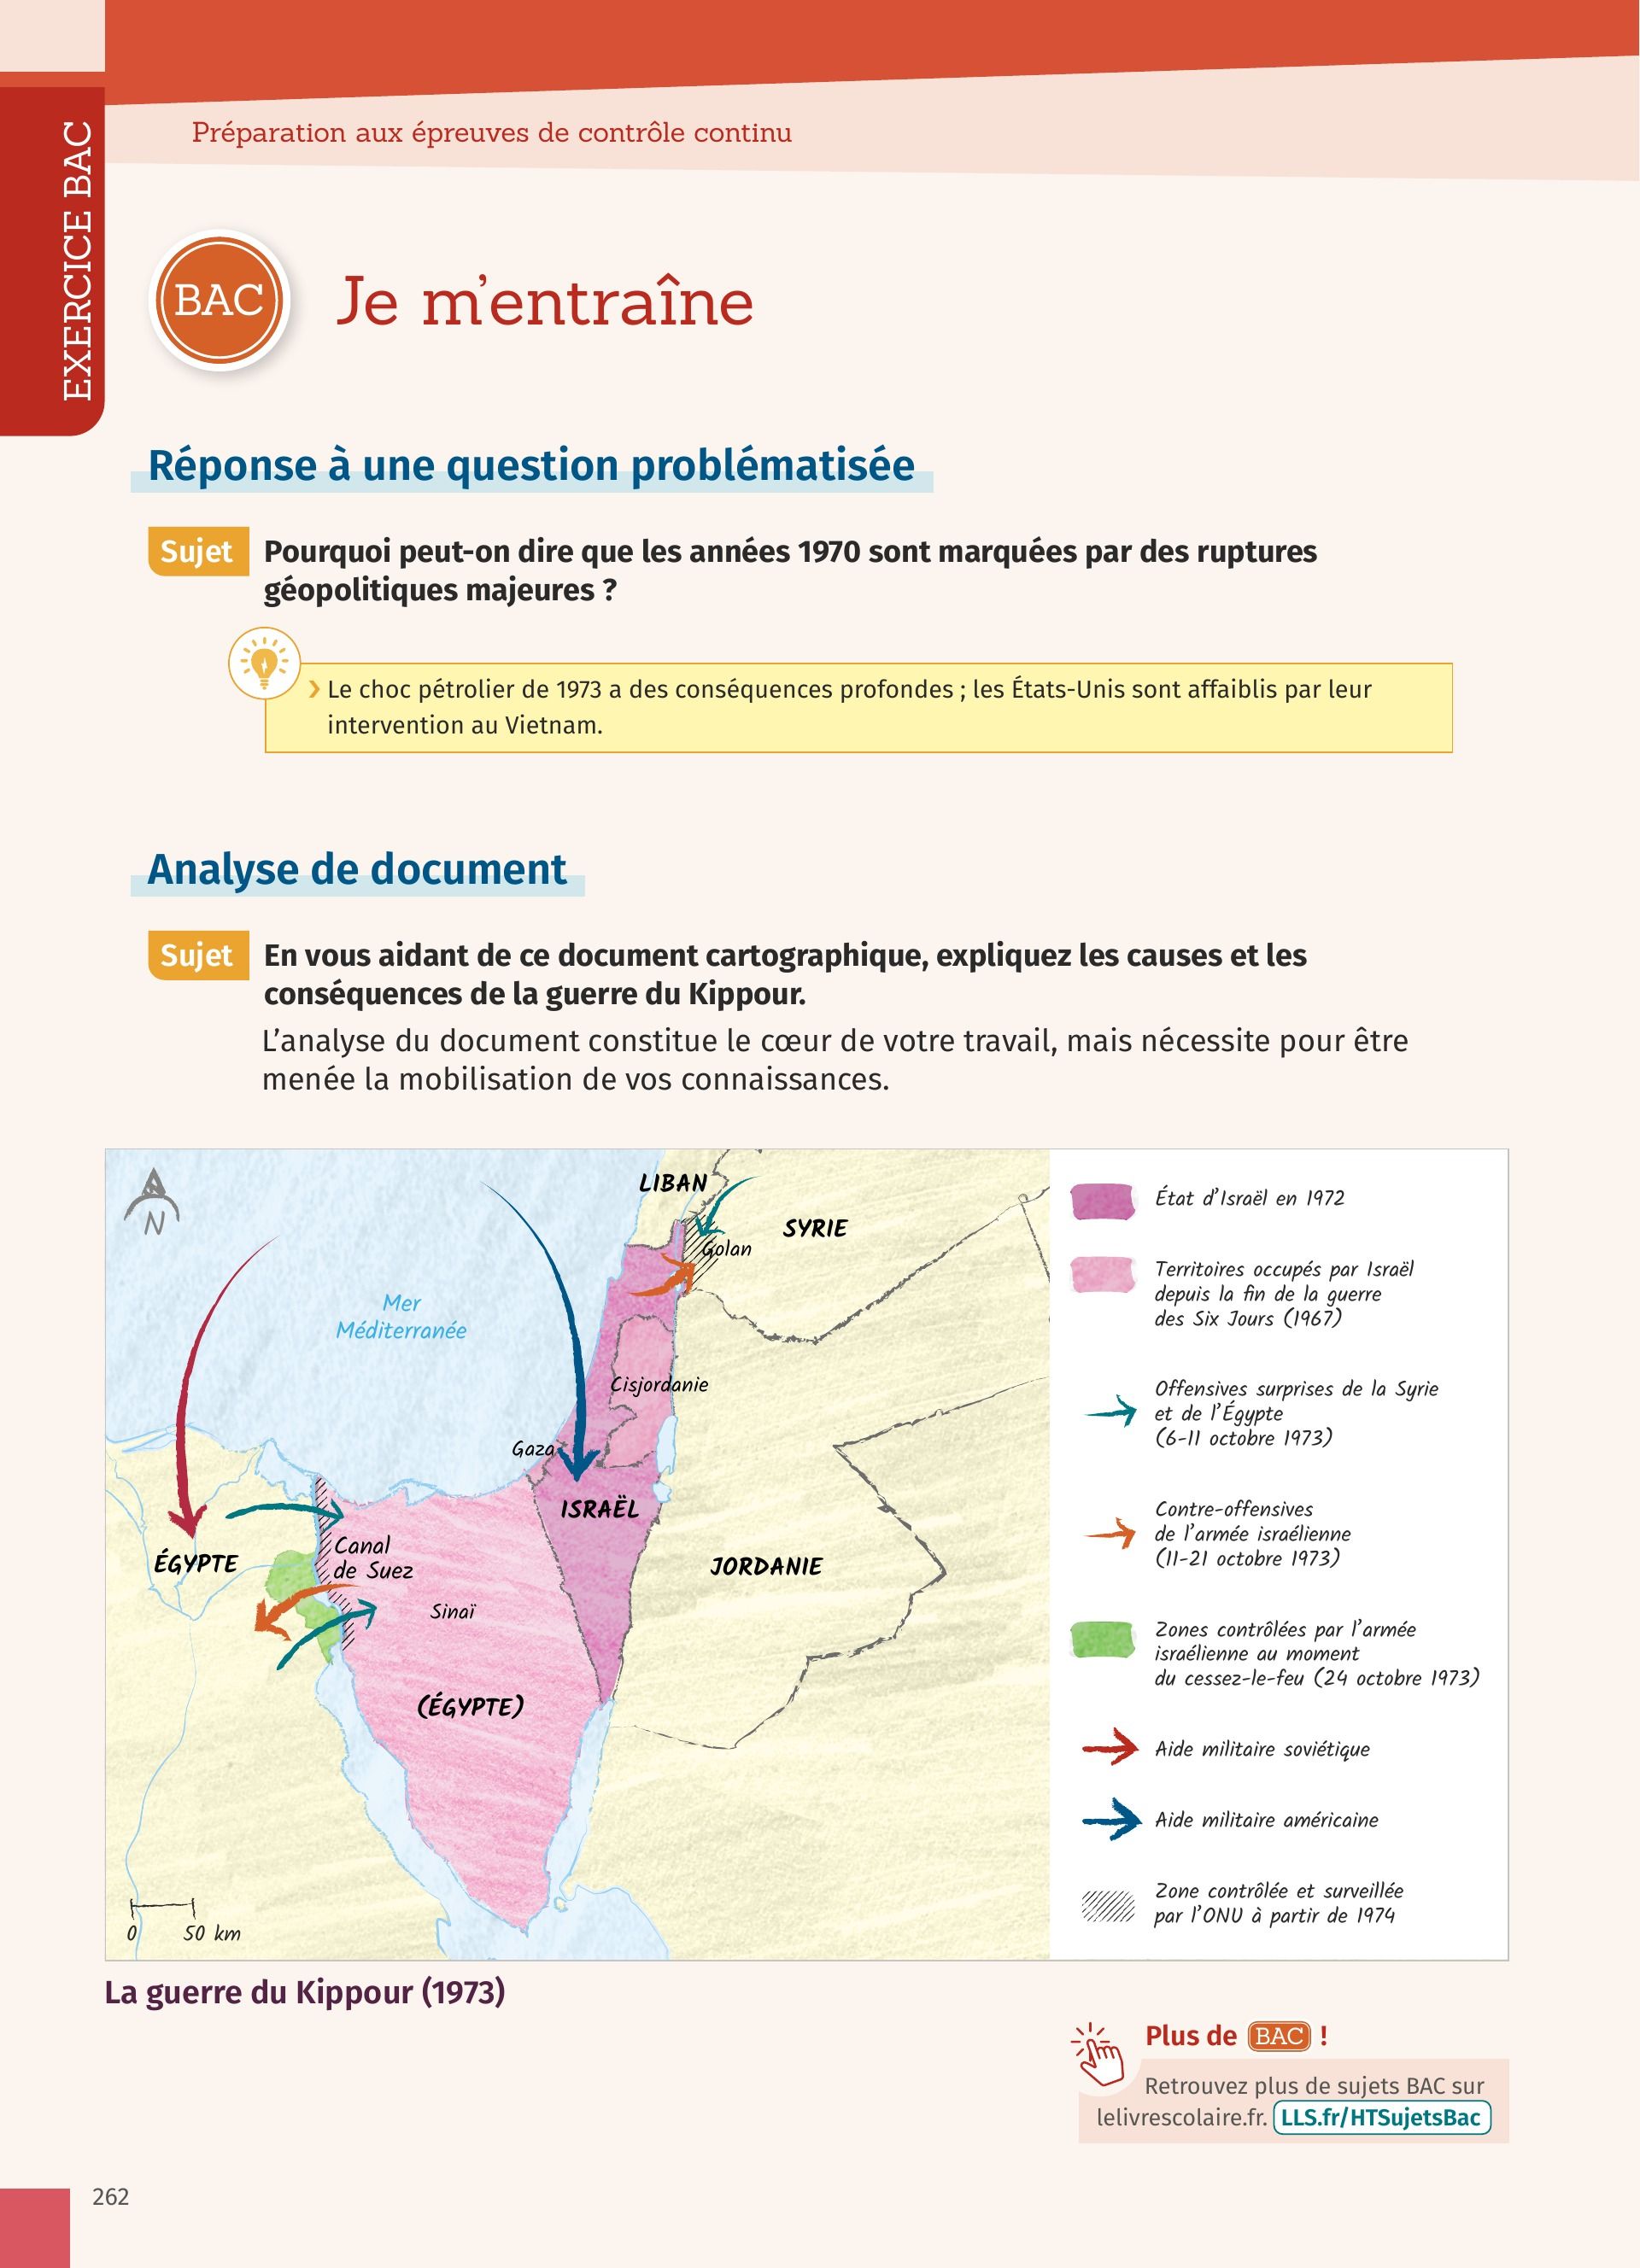 EXERCICE BAC
Préparation aux épreuves de contrôle continu
BAC
Je m'entraîne
Réponse à une question problématisée
Sujet
Pourquoi peut-on dire que les années 1970 sont marquées par des ruptures
géopolitiques majeures ?
› Le choc pétrolier de 1973 a des conséquences profondes ; les États-Unis sont affaiblis par leur
intervention au Vietnam.
Analyse de document
Sujet
En vous aidant de ce document cartographique, expliquez les causes et les
conséquences de la guerre du Kippour.
L'analyse du document constitue le cœur de votre travail, mais nécessite pour être
menée la mobilisation de vos connaissances.
N
LIBAN
SYRIE
Golan
Mer
Méditerranée
Cisjordanie
Gaza
ISRAËL
ÉGYPTE
Canal
de Suez
JORDANIE
Sinaï
(ÉGYPTE)
0 50 km
État d'Israël en 1972
Territoires occupés par Israël
depuis la fin de la guerre
des Six Jours (1967)
Offensives surprises de la Syrie
et de l'Égypte
(6-11 octobre 1973)
Contre-offensives
de l'armée israélienne
(11-21 octobre 1973)
Zones contrôlées par l'armée
israélienne au moment
du cessez-le-feu (24 octobre 1973)
Aide militaire soviétique
Aide militaire américaine
Zone contrôlée et surveillée
par l'ONU à partir de 1974
La guerre du Kippour (1973)
Plus de BAC !
Retrouvez plus de sujets BAC sur
lelivrescolaire.fr. LLS.fr/HTSujetsBac
262